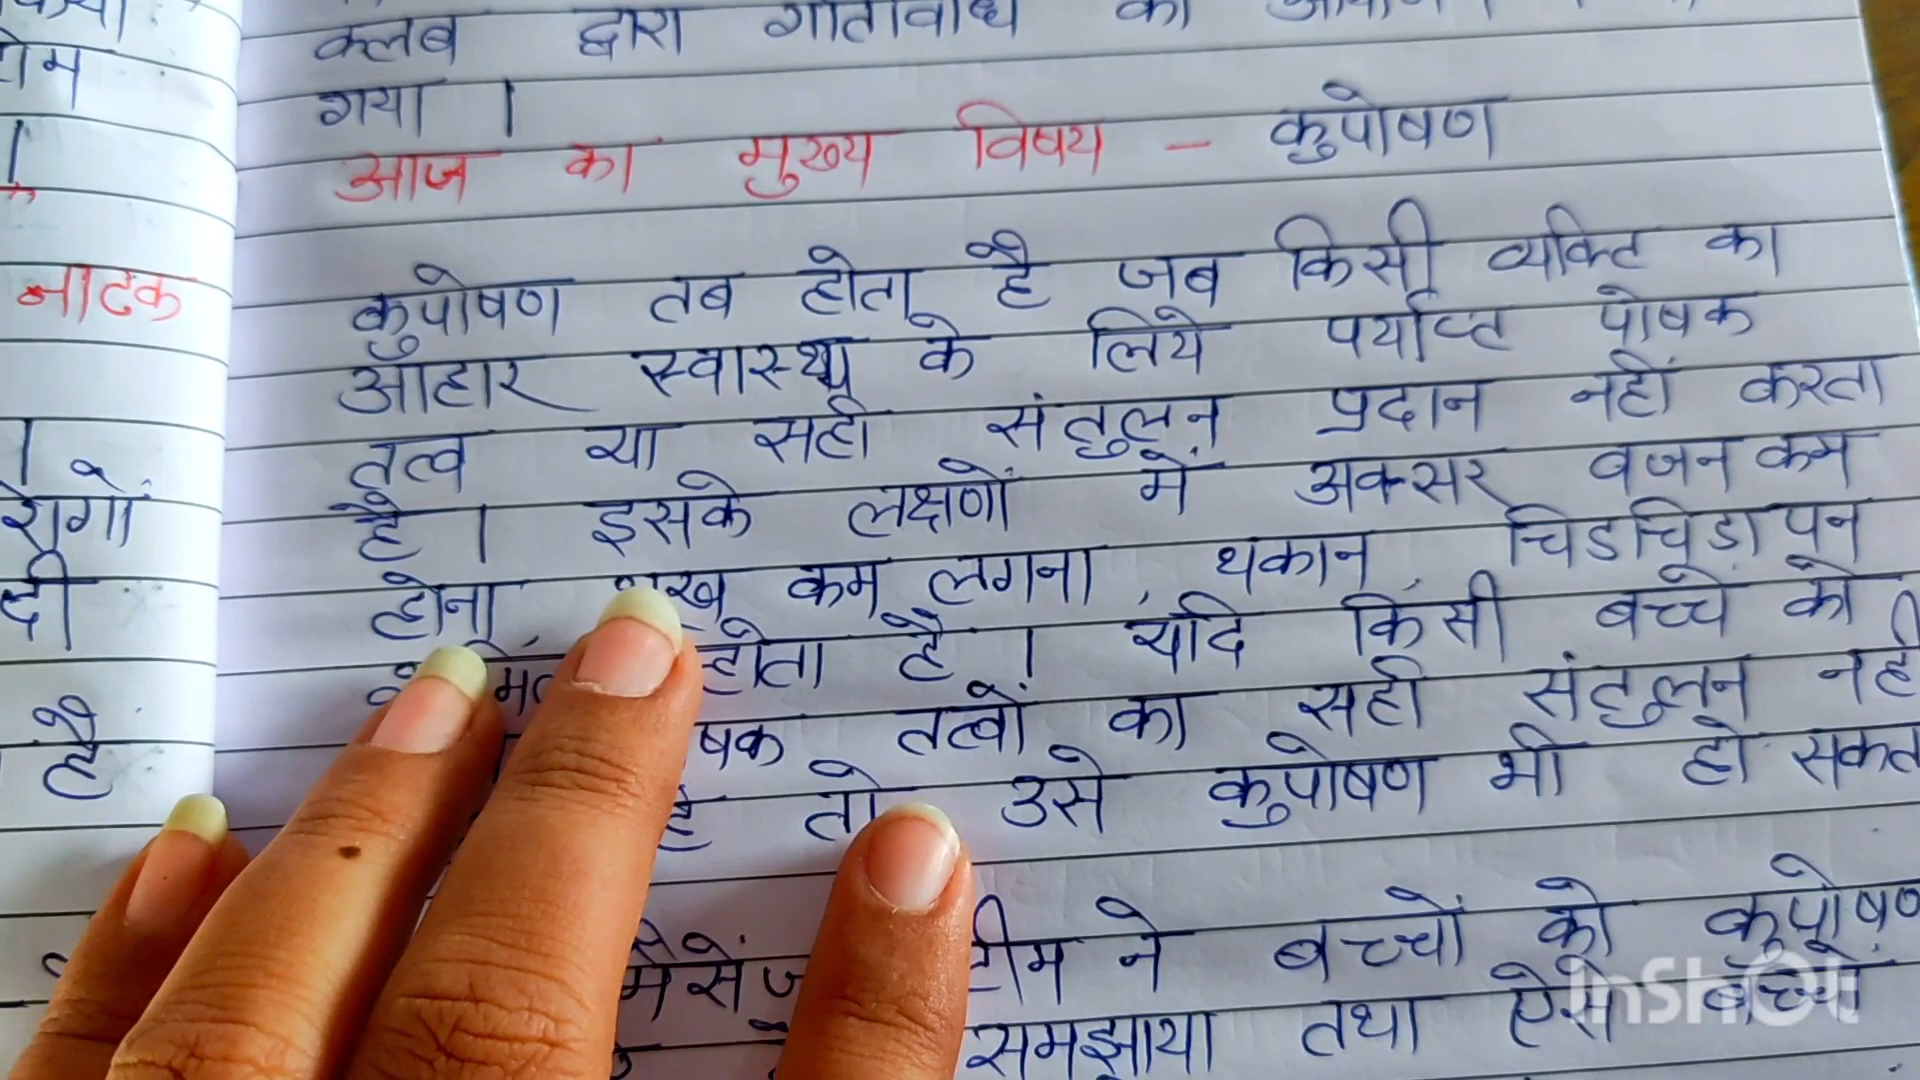 नाटक
रोगों
है
क्लब द्वारा का
गया ।
आज का मुख्य विषय - कुपोषण
कुपोषण तब होता है जब किसी व्यक्ति का
आहार स्वास्थ्य के लिये पर्याप्त पोषक
तत्व या सही संतुलन प्रदान नहीं करता
है । इसके लक्षणों में अक्सर वजन कम
होना, भूख कम लगना, थकान, चिडचिड़ापन
होता है । यदि किसी बच्चे को
षक तत्वों का सही संतुलन नही
है तो उसे कुपोषण भी हो सकत
टीम ने बच्चों को कुपोषण
समझाया तथा ऐसे बच्चों
InShot